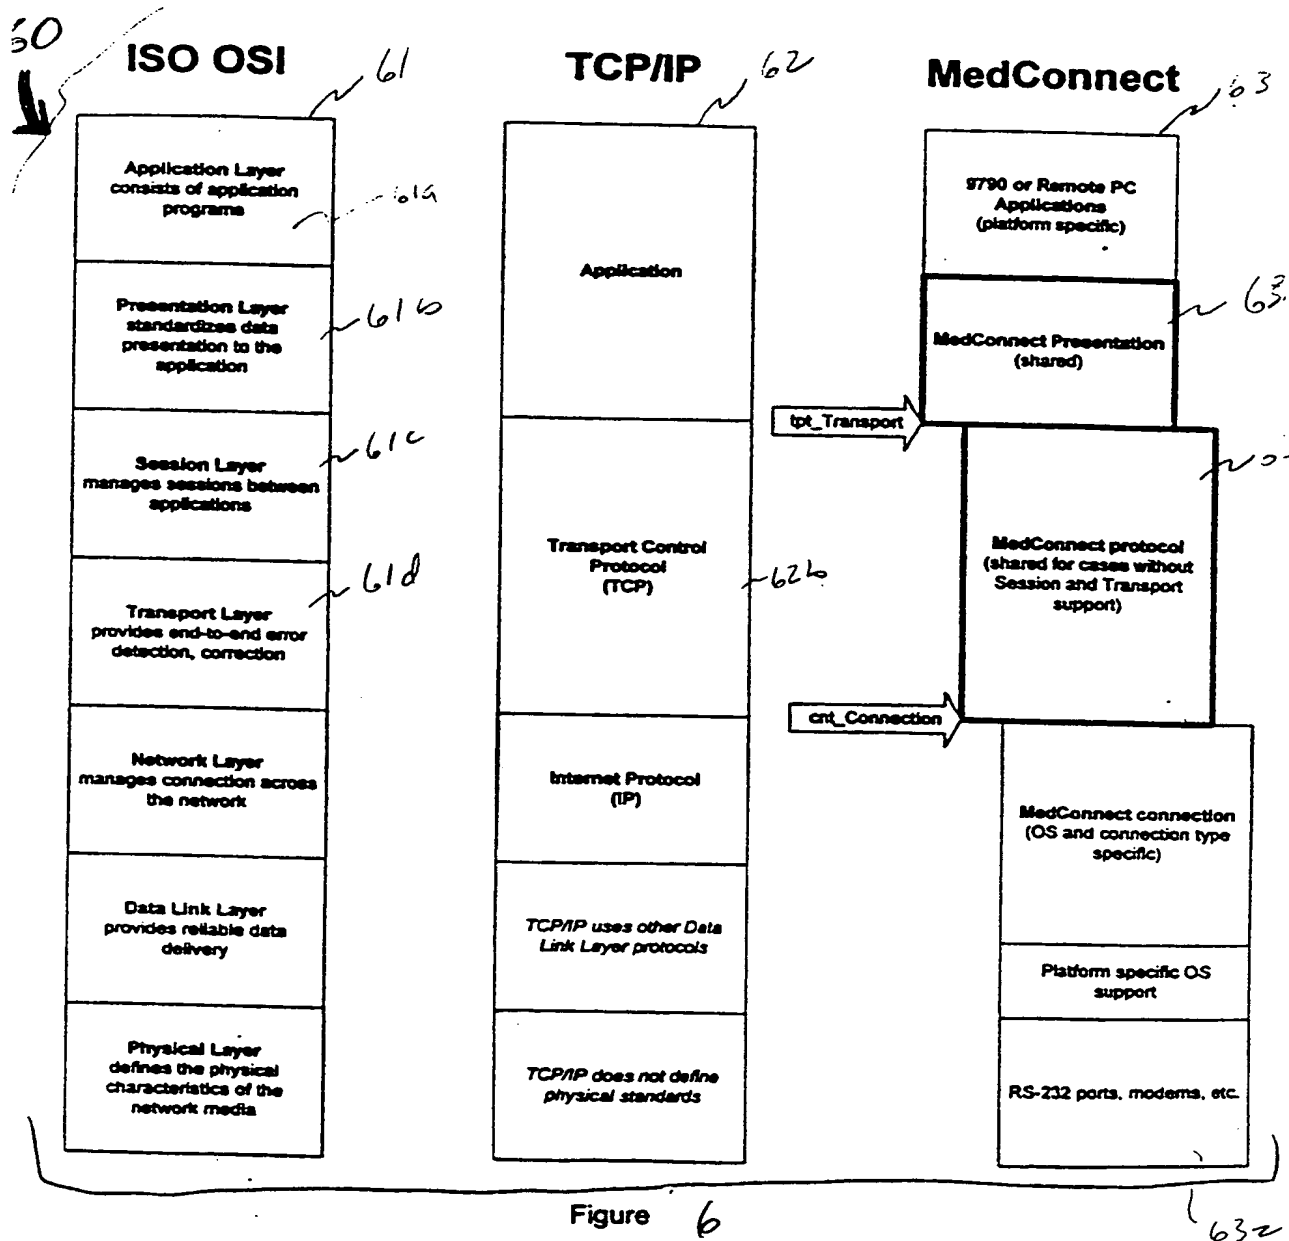 ISO OSI
TCP/IP
MedConnect
61
62
63
Application Layer
consists of application
programs
61a
Presentation Layer
standardizes data
presentation to the
application
61b
Session Layer
manages sessions between
applications
61c
Transport Layer
provides end-to-end error
detection, correction
61d
Network Layer
manages connection across
the network
Data Link Layer
provides reliable data
delivery
Physical Layer
defines the physical
characteristics of the
network media
Application
Transport Control
Protocol
(TCP)
62b
Internet Protocol
(IP)
TCP/IP uses other Data
Link Layer protocols
TCP/IP does not define
physical standards
9790 or Remote PC
Applications
(platform specific)
MedConnect Presentation
(shared)
63
tpt_Transport
MedConnect protocol
(shared for cases without
Session and Transport
support)
cnt_Connection
MedConnect connection
(OS and connection type
specific)
Platform specific OS
support
RS-232 ports, modems, etc.
Figure 6